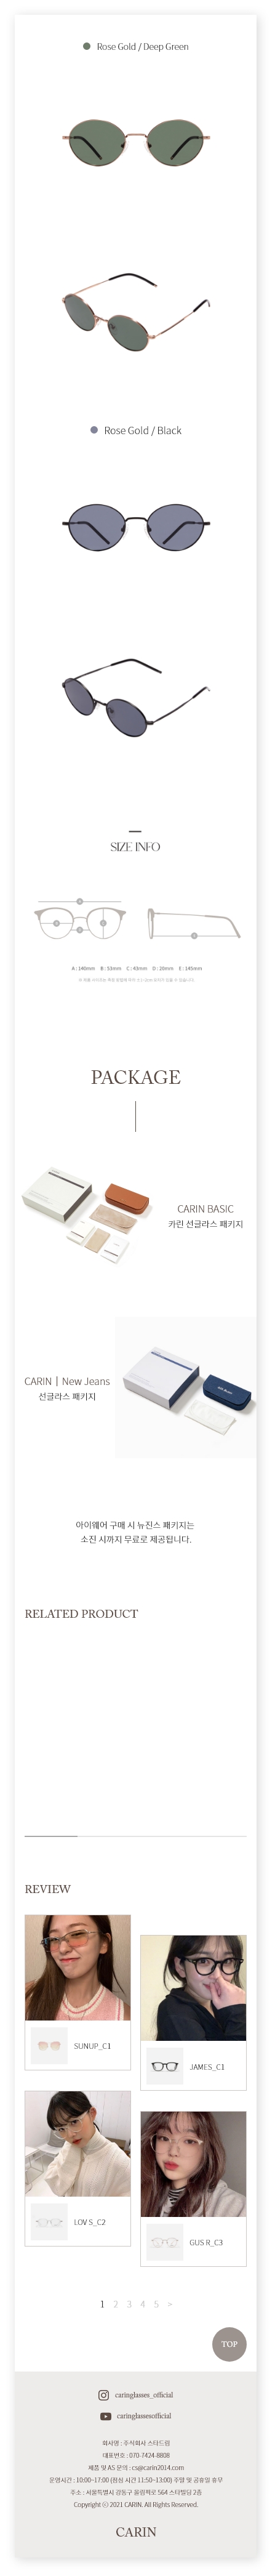 Rose Gold / Deep Green
Rose Gold / Black
SIZE INFO
A : 140mm B : 53mm C : 43mm D : 20mm E : 145mm
PACKAGE
CARIN BASIC
카린 선글라스 패키지
CARIN | New Jeans
선글라스 패키지
아이웨어 구매 시 뉴진스 패키지는
소진 시까지 무료로 제공됩니다.
RELATED PRODUCT
REVIEW
SUNUP_C1
JAMES_C1
LOV S_C2
GUS R_C3
1 2 3 4 5 >
TOP
caringlasses_official
caringlassesofficial
회사명 : 주식회사 스타드림
대표번호 : 070-7424-8808
제품 및 AS 문의 : cs@carin2014.com
운영시간 : 10:00~17:00 (점심 시간 11:50~13:00) 주말 및 공휴일 휴무
주소 : 서울특별시 강동구 올림픽로 564 스타빌딩 2층
Copyright ⓒ 2021 CARIN. All Rights Reserved.
CARIN